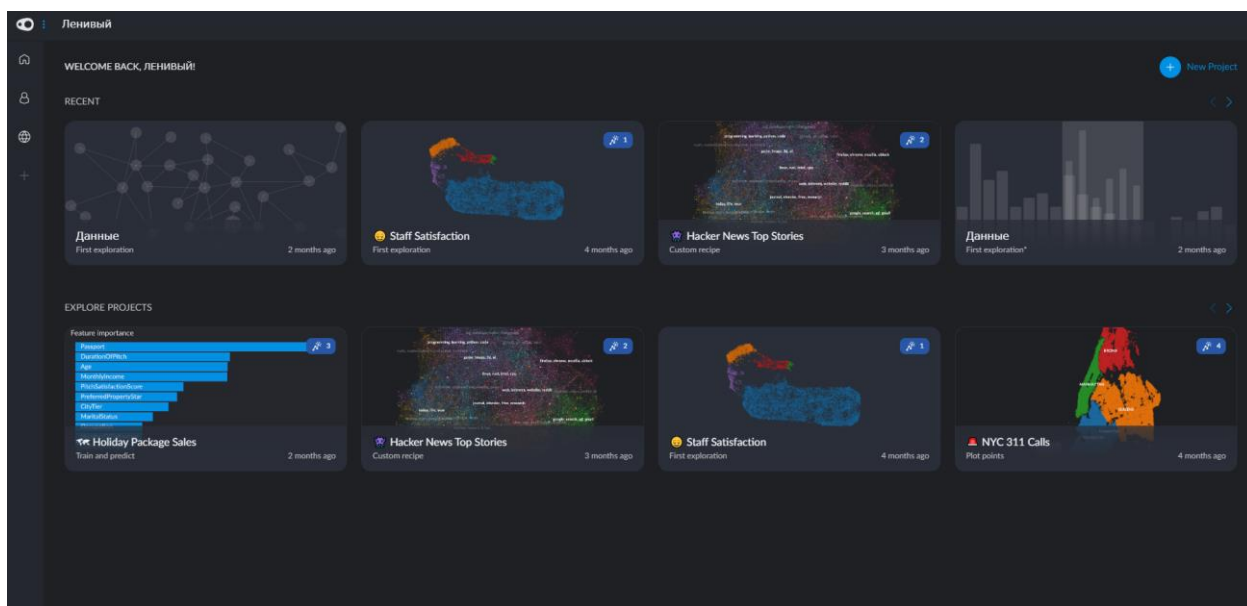 Ленивый
WELCOME BACK, ЛЕНИВЫЙ!
New Project
RECENT
Данные
First exploration
2 months ago
1
Staff Satisfaction
First exploration
4 months ago
2
Hacker News Top Stories
Custom recipe
3 months ago
Данные
First exploration*
2 months ago
EXPLORE PROJECTS
Feature importance
Passport
DurationOfPitch
Age
MonthlyIncome
PitchSatisfactionScore
PreferredPropertyStar
CityTier
MaritalStatus
3
Holiday Package Sales
Train and predict
2 months ago
2
Hacker News Top Stories
Custom recipe
3 months ago
1
Staff Satisfaction
First exploration
4 months ago
4
BRONX
MANHATTAN
QUEENS
NYC 311 Calls
Plot points
4 months ago